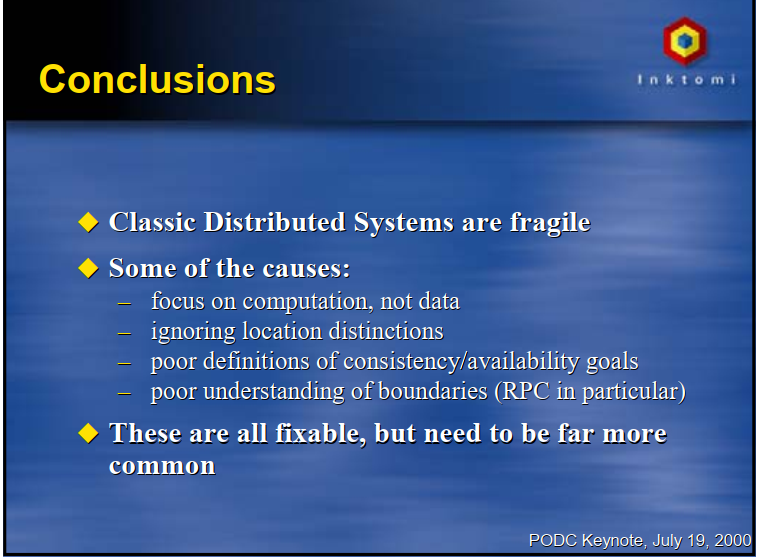 Conclusions
Inktomi
◆ Classic Distributed Systems are fragile
◆ Some of the causes:
– focus on computation, not data
– ignoring location distinctions
– poor definitions of consistency/availability goals
– poor understanding of boundaries (RPC in particular)
◆ These are all fixable, but need to be far more
common
PODC Keynote, July 19, 2000